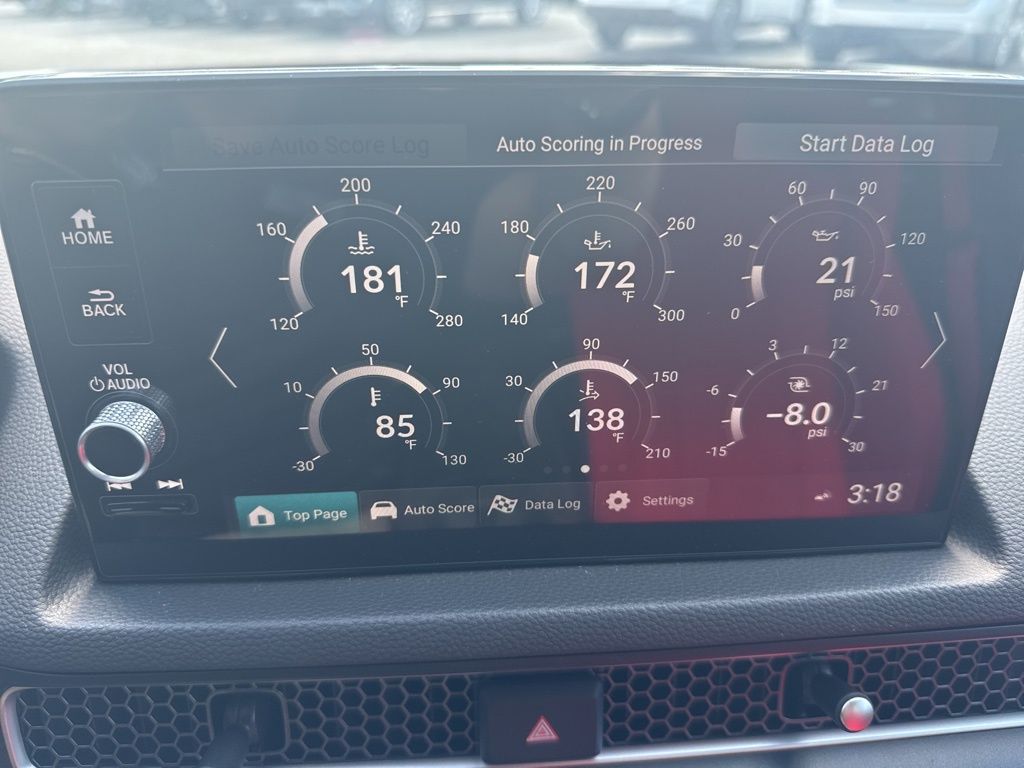 Save Auto Score Log
Auto Scoring in Progress
Start Data Log
HOME
BACK
VOL
AUDIO
200
160
240
181
°F
120
280
220
180
260
172
°F
140
300
60
90
30
120
21
psi
0
150
50
10
90
85
°F
-30
130
90
30
150
138
°F
-30
210
3
12
-6
21
-8.0
psi
-15
30
Top Page
Auto Score
Data Log
Settings
3:18